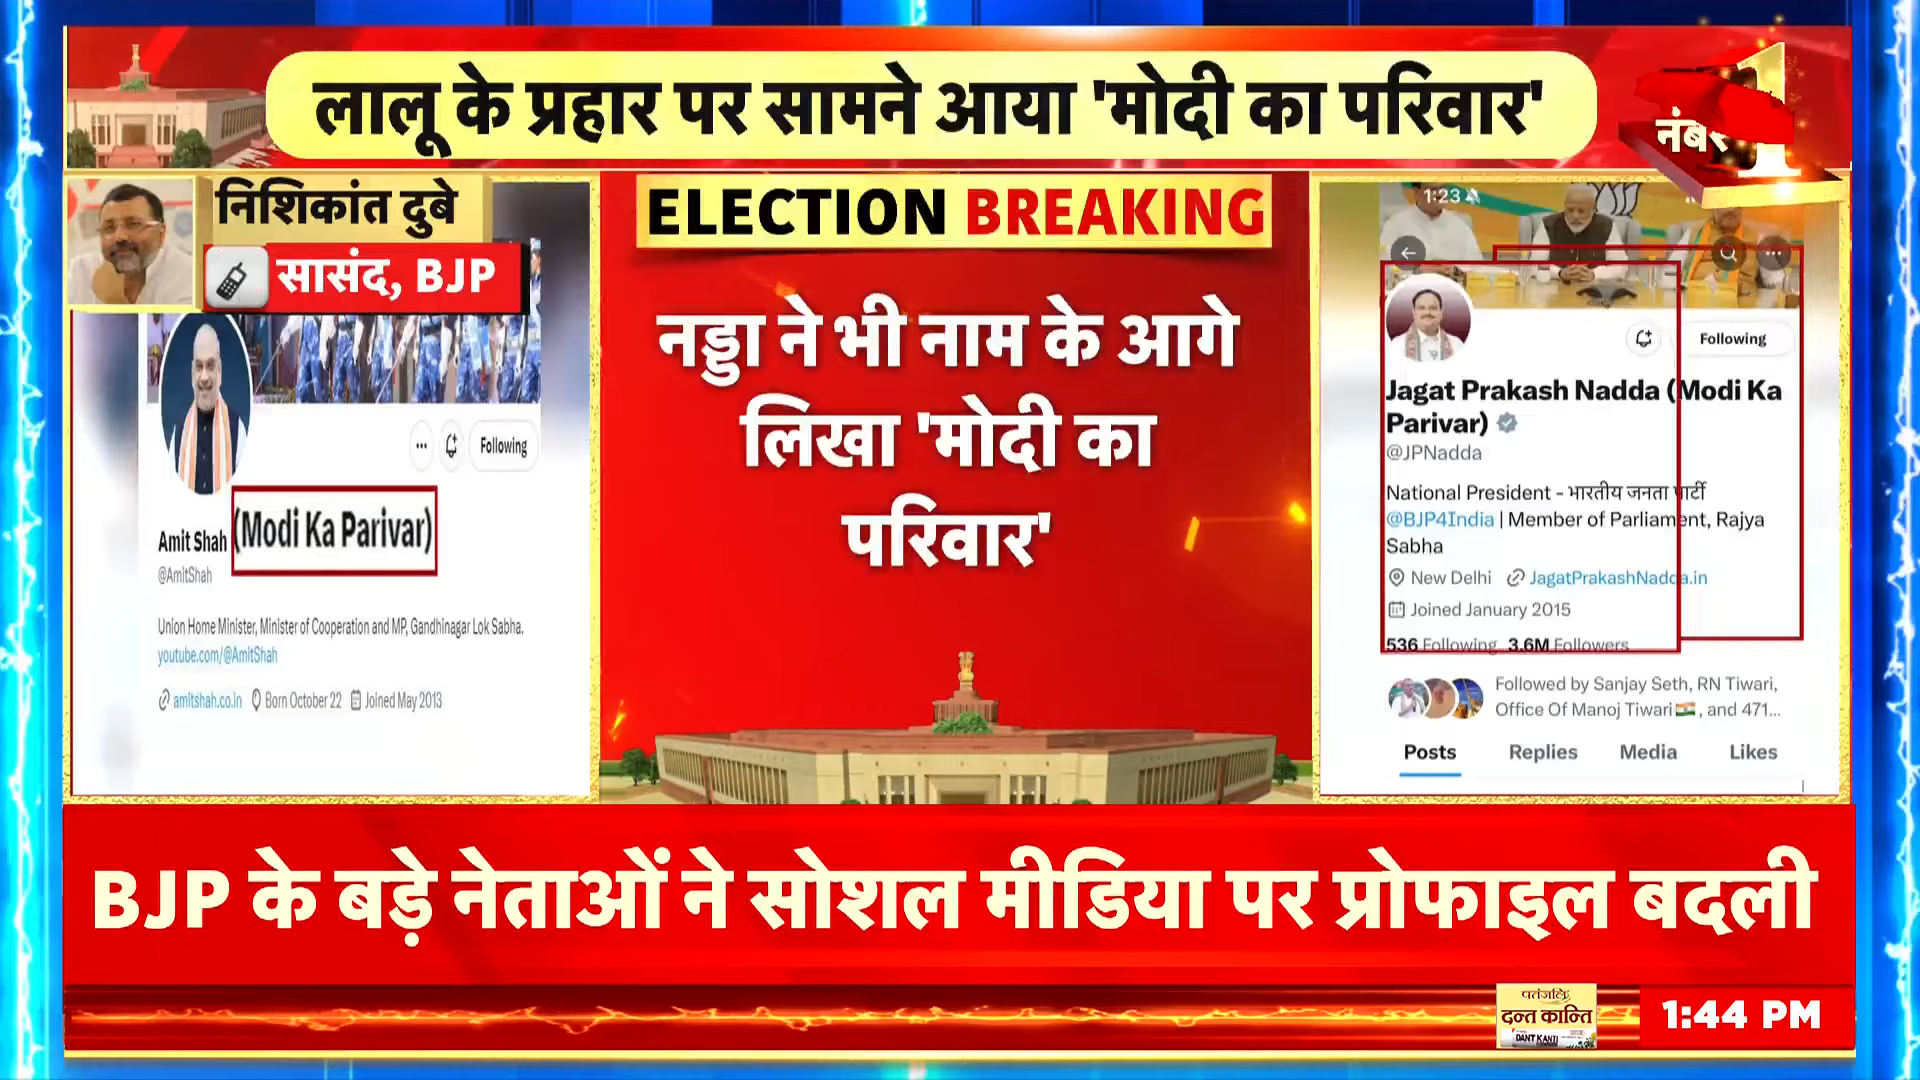 लालू के प्रहार पर सामने आया 'मोदी का परिवार'
नंबर 1
निशिकांत दुबे
सासंद, BJP
Following
Amit Shah (Modi Ka Parivar)
@AmitShah
Union Home Minister, Minister of Cooperation and MP, Gandhinagar Lok Sabha.
youtube.com/@AmitShah
amitshah.co.in Born October 22 Joined May 2013
ELECTION BREAKING
नड्डा ने भी नाम के आगे
लिखा 'मोदी का
परिवार'
1:23
Following
Jagat Prakash Nadda (Modi Ka
Parivar)
@JPNadda
National President - भारतीय जनता पार्टी
@BJP4India | Member of Parliament, Rajya
Sabha
New Delhi JagatPrakashNadda.in
Joined January 2015
536 Following 3.6M Followers
Followed by Sanjay Seth, RN Tiwari,
Office Of Manoj Tiwari🇮🇳, and 471...
Posts Replies Media Likes
BJP के बड़े नेताओं ने सोशल मीडिया पर प्रोफाइल बदली
पतंजलि
दन्त कान्ति
DANT KANTI
1:44 PM